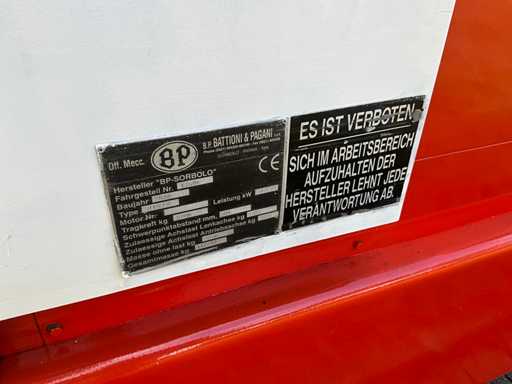 Off. Mecc.
BP
B.P. BATTIONI & PAGANI
CE
Hersteller "BP-SORBOLO"
Fahrgestell Nr.
Baujahr
Type
Motor Nr.
Leistung kW
Tragkraft kg
Schwerpunktabstand mm.
Zulaessige Achslast Lenkachse kg
Zulaessige Achslast Antriebsachse kg
Masse ohne last kg
Gesamtmasse kg
ES IST VERBOTEN
SICH IM ARBEITSBEREICH
AUFZUHALTEN DER
HERSTELLER LEHNT JEDE
VERANTWORTUNG AB.